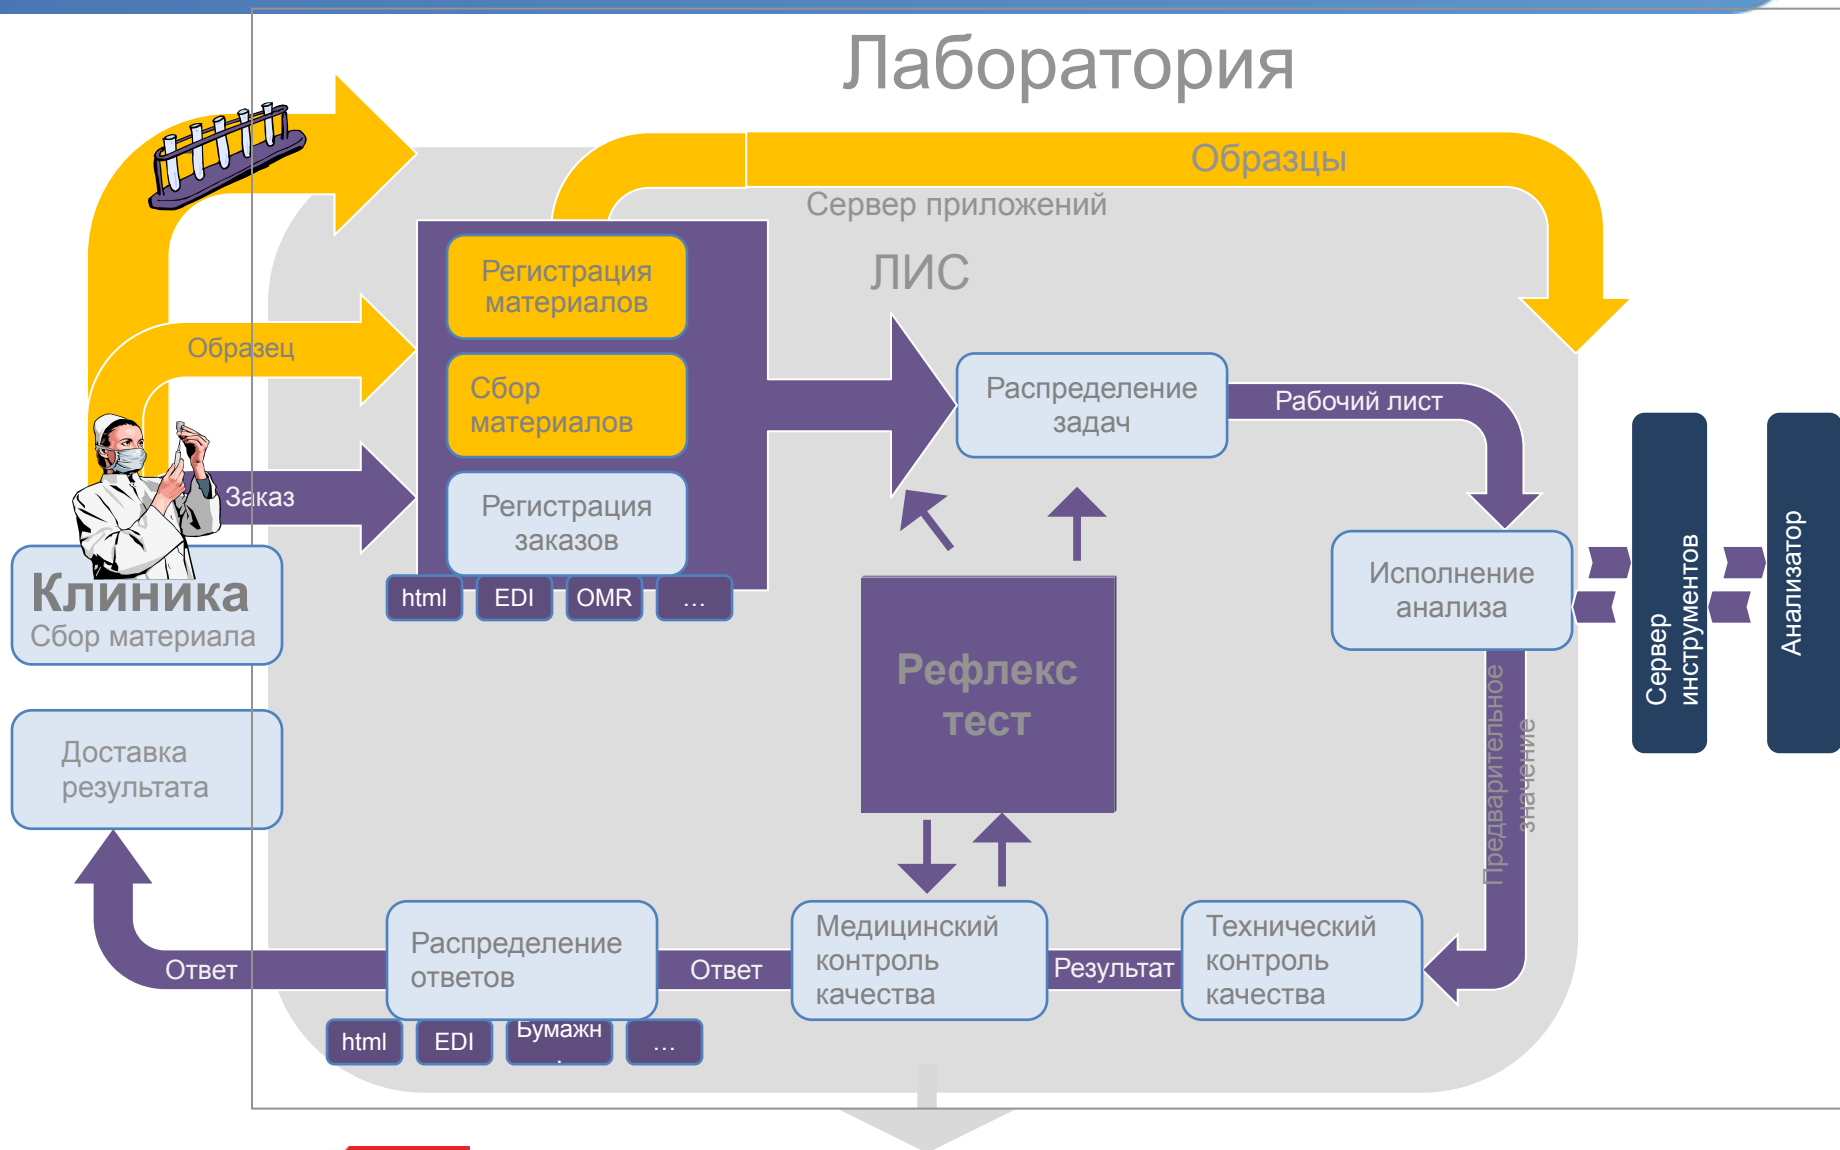 Лаборатория
Образцы
Сервер приложений
ЛИС
Регистрация
материалов
Образец
Сбор
материалов
Распределение
задач
Рабочий лист
Заказ
Регистрация
заказов
html
EDI
OMR
...
Клиника
Сбор материала
Исполнение
анализа
Сервер
инструментов
Анализатор
Рефлекс
тест
Предварительное
значение
Доставка
результата
Ответ
Распределение
ответов
Ответ
Медицинский
контроль
качества
Результат
Технический
контроль
качества
html
EDI
Бумажн
.
...